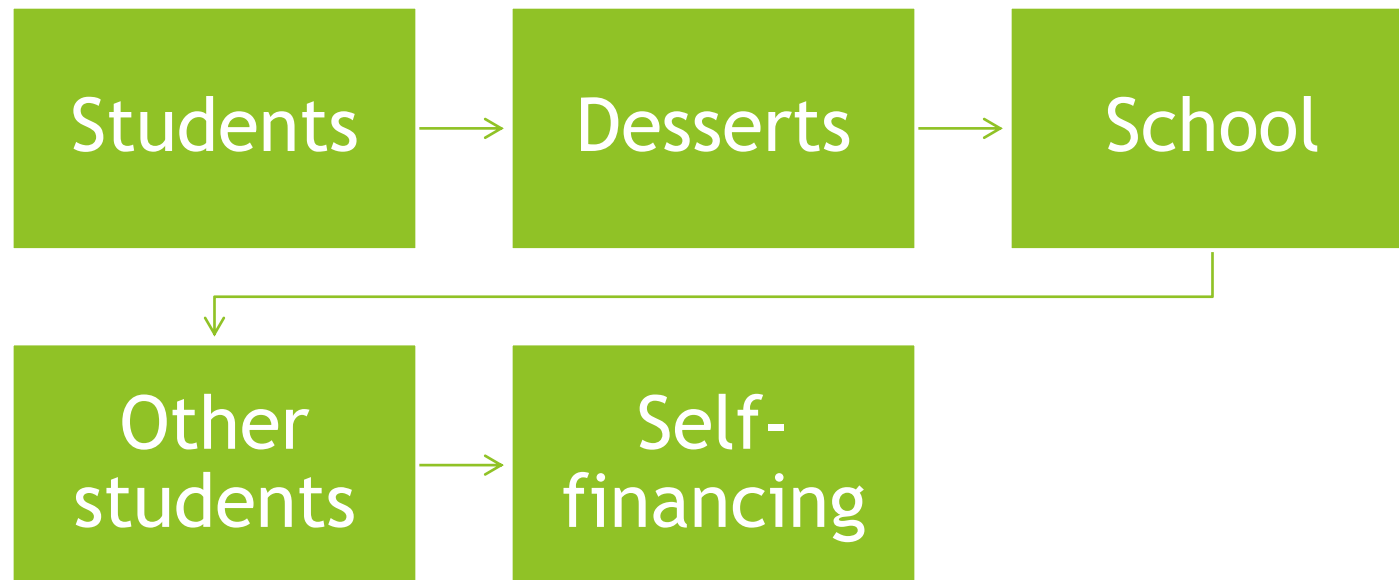 Students
Desserts
School
Other
students
Self-
financing